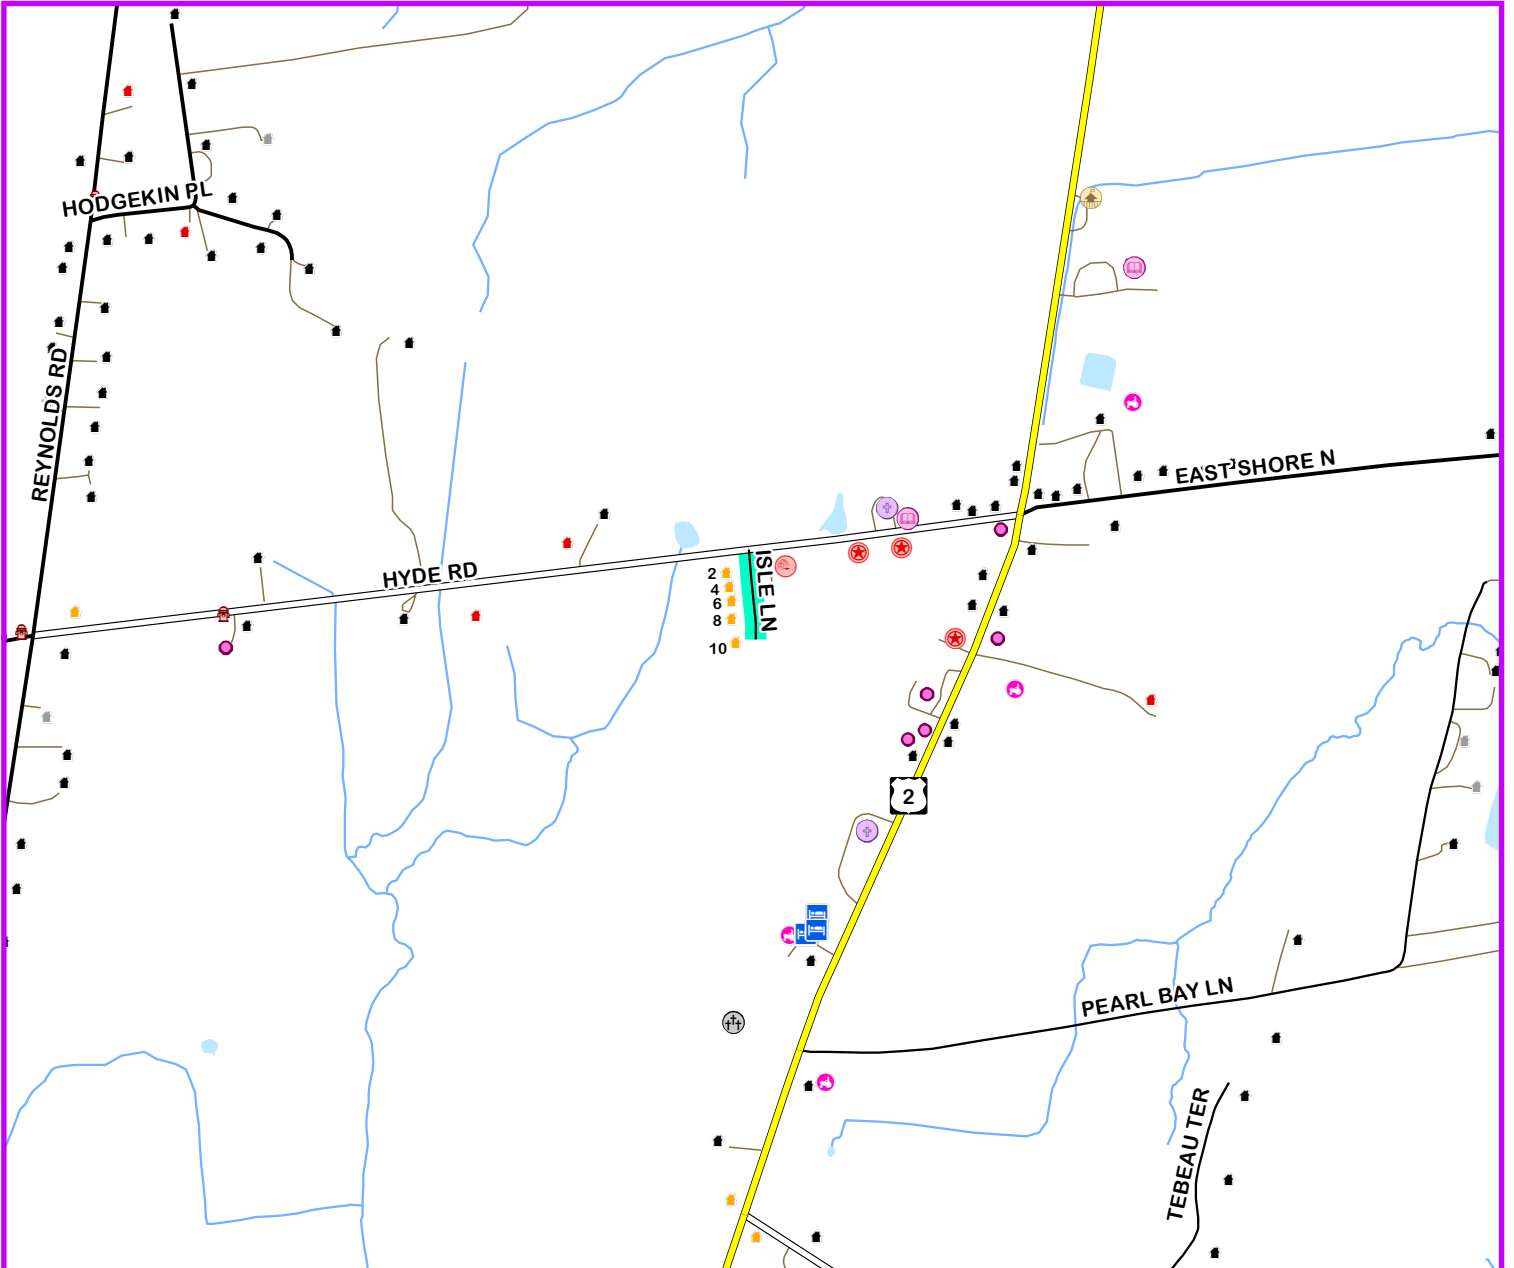 HODGEKIN PL
REYNOLDS RD
EAST SHORE N
HYDE RD
ISLE LN
2
4
6
8
10
2
PEARL BAY LN
TEBEAU TER